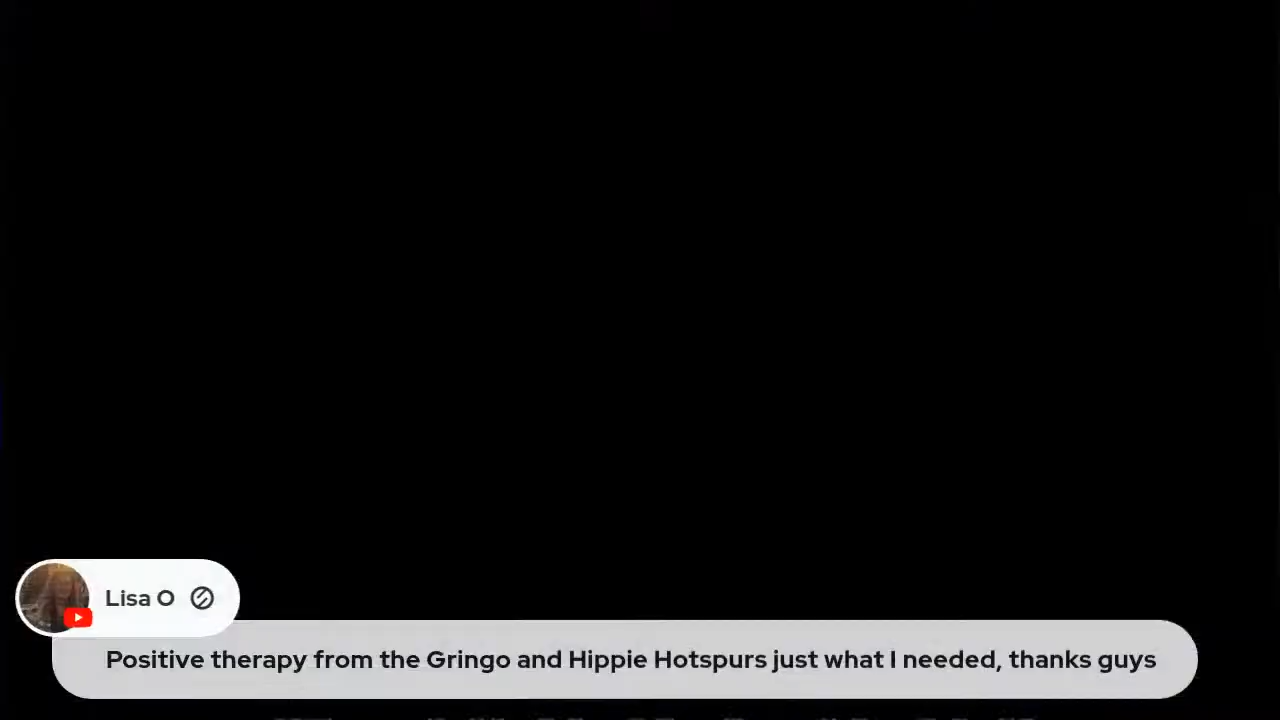 Lisa O
Positive therapy from the Gringo and Hippie Hotspurs just what I needed, thanks guys